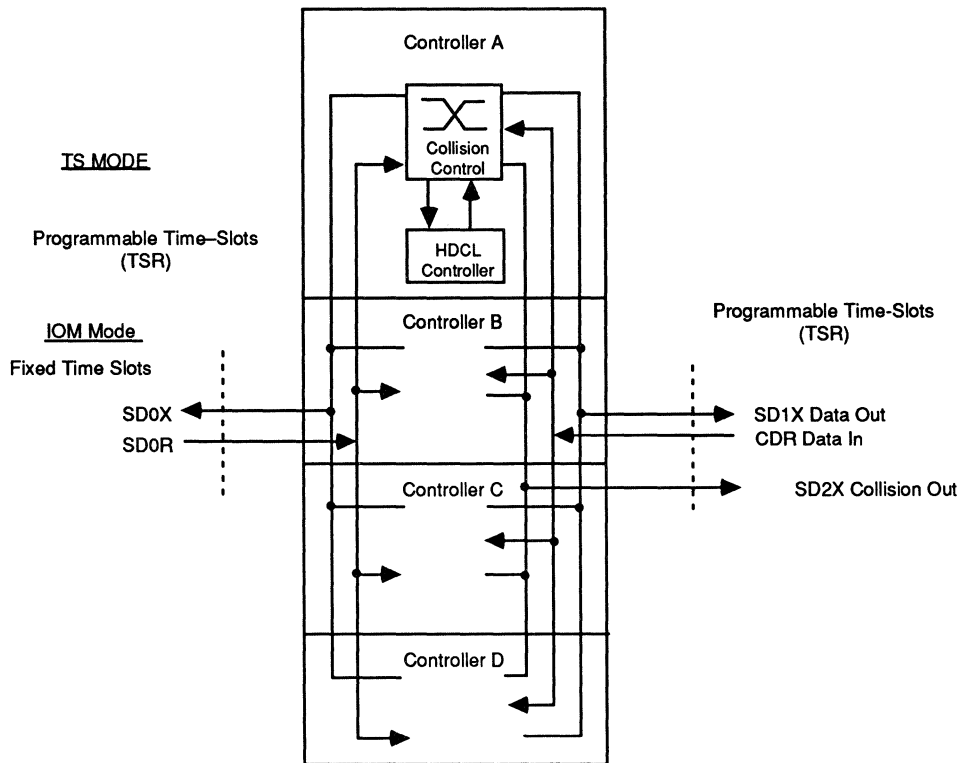 Controller A
Collision
Control
TS MODE
HDCL
Controller
Programmable Time–Slots
(TSR)
Controller B
Programmable Time-Slots
(TSR)
IOM Mode
Fixed Time Slots
SD0X
SD0R
SD1X Data Out
CDR Data In
Controller C
SD2X Collision Out
Controller D